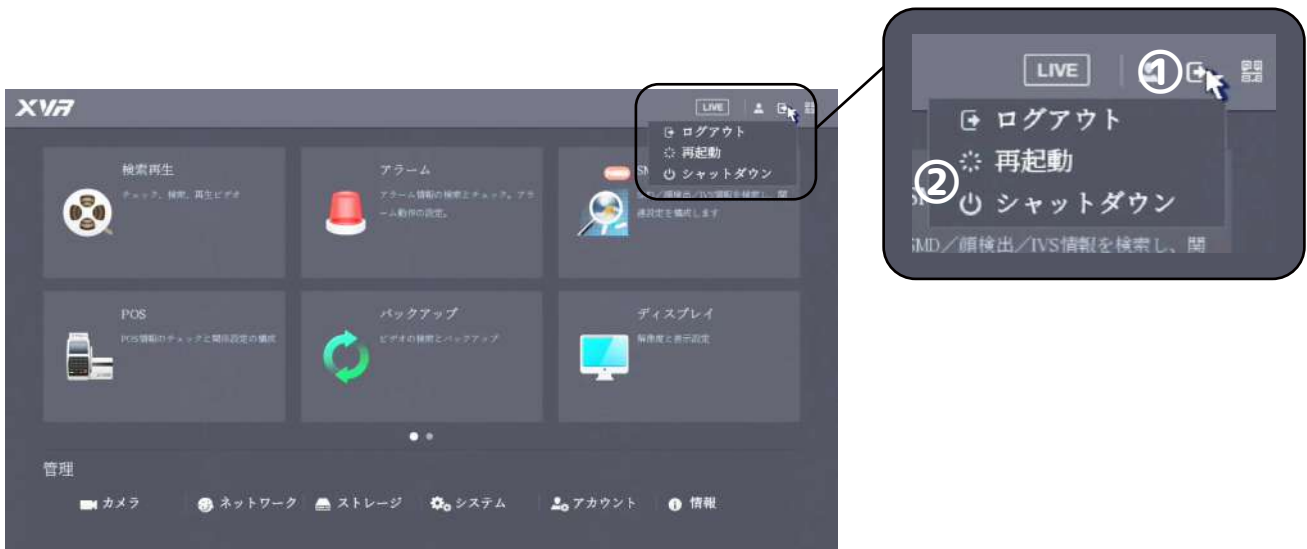 XVR
LIVE
ログアウト
再起動
シャットダウン
検索再生
チェック、検索、再生ビデオ
アラーム
アラーム情報の検索とチェック。アラ
ーム動作の設定。
SMD/顔検出/IVS情報を検索し、関
連設定を構成します
POS
POS情報のチェックと関係設定の構成
バックアップ
ビデオの検索とバックアップ
ディスプレイ
解像度と表示設定
管理
カメラ
ネットワーク
ストレージ
システム
アカウント
情報
LIVE
①
ログアウト
再起動
②
シャットダウン
SMD/顔検出/IVS情報を検索し、関